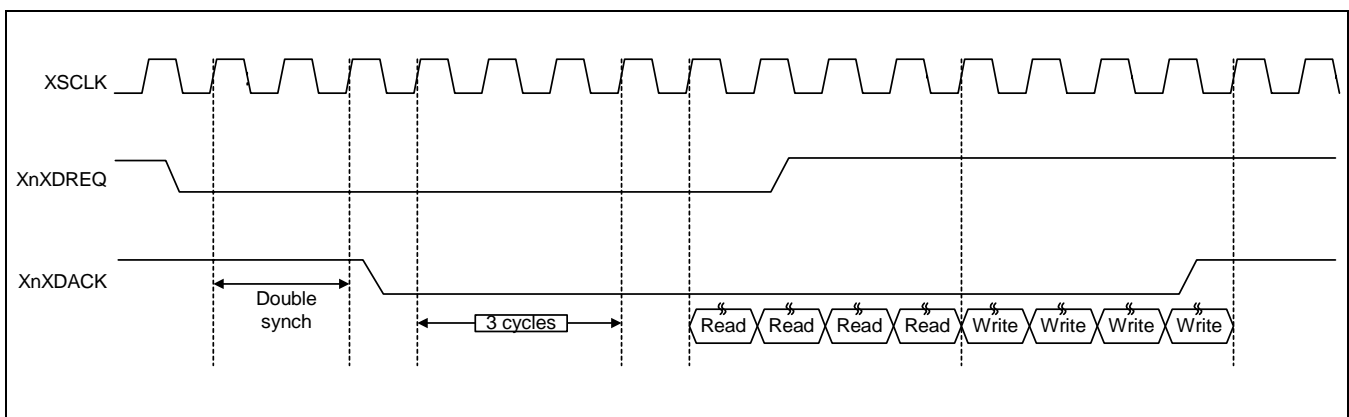 XSCLK
XnXDREQ
XnXDACK
Double
synch
3 cycles
Read Read Read Read Write Write Write Write